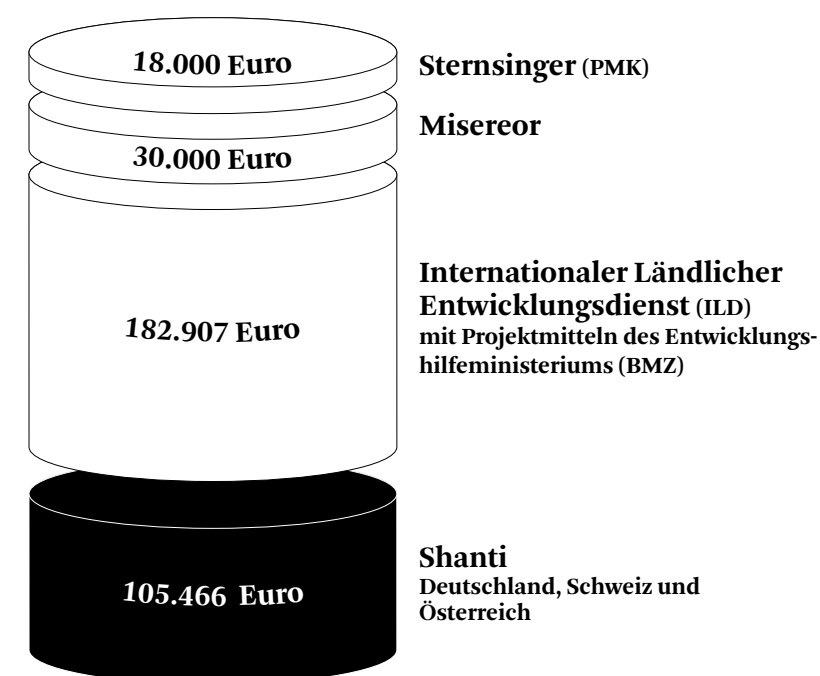 18.000 Euro
Sternsinger (PMK)
Misereor
30.000 Euro
Internationaler Ländlicher
Entwicklungsdienst (ILD)
mit Projektmitteln des Entwicklungs-
hilfeministeriums (BMZ)
182.907 Euro
Shanti
Deutschland, Schweiz und
Österreich
105.466 Euro